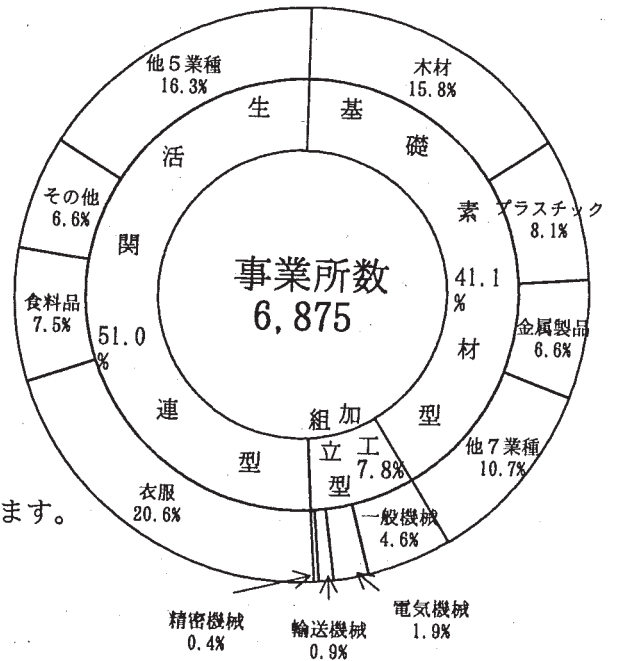 他5業種
16.3%
木材
15.8%
その他
6.6%
プラスチック
8.1%
食料品
7.5%
金属製品
6.6%
衣服
20.6%
他7業種
10.7%
一般機械
4.6%
電気機械
1.9%
輸送機械
0.9%
精密機械
0.4%
生活関連型
51.0
%
基礎素材型
41.1
%
加工
組立型
7.8%
事業所数
6,875
ます。